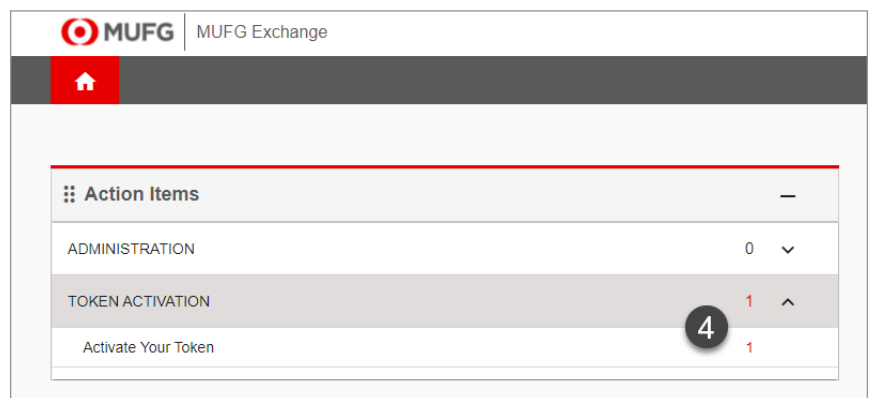 MUFG MUFG Exchange
Action Items
ADMINISTRATION 0
TOKEN ACTIVATION 1
4
Activate Your Token 1